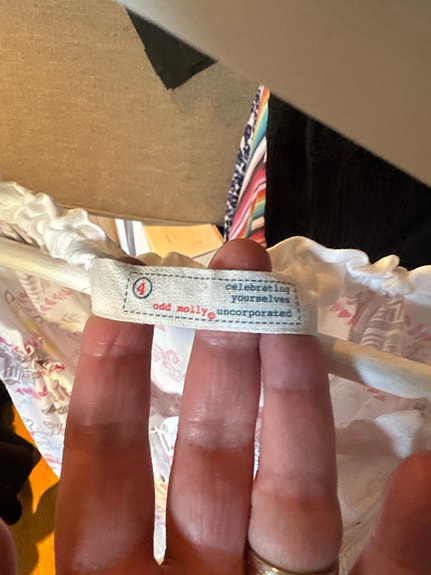 4
celebrating
yourselves
odd molly© uncorporated